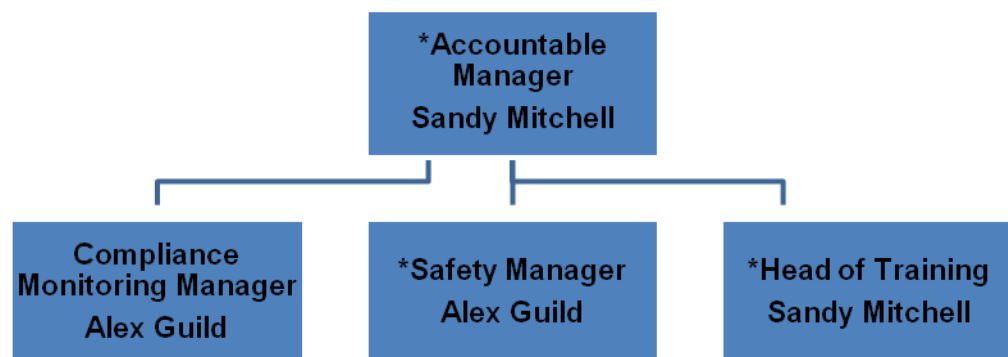 *Accountable
Manager
Sandy Mitchell
Compliance
Monitoring Manager
Alex Guild
*Safety Manager
Alex Guild
*Head of Training
Sandy Mitchell